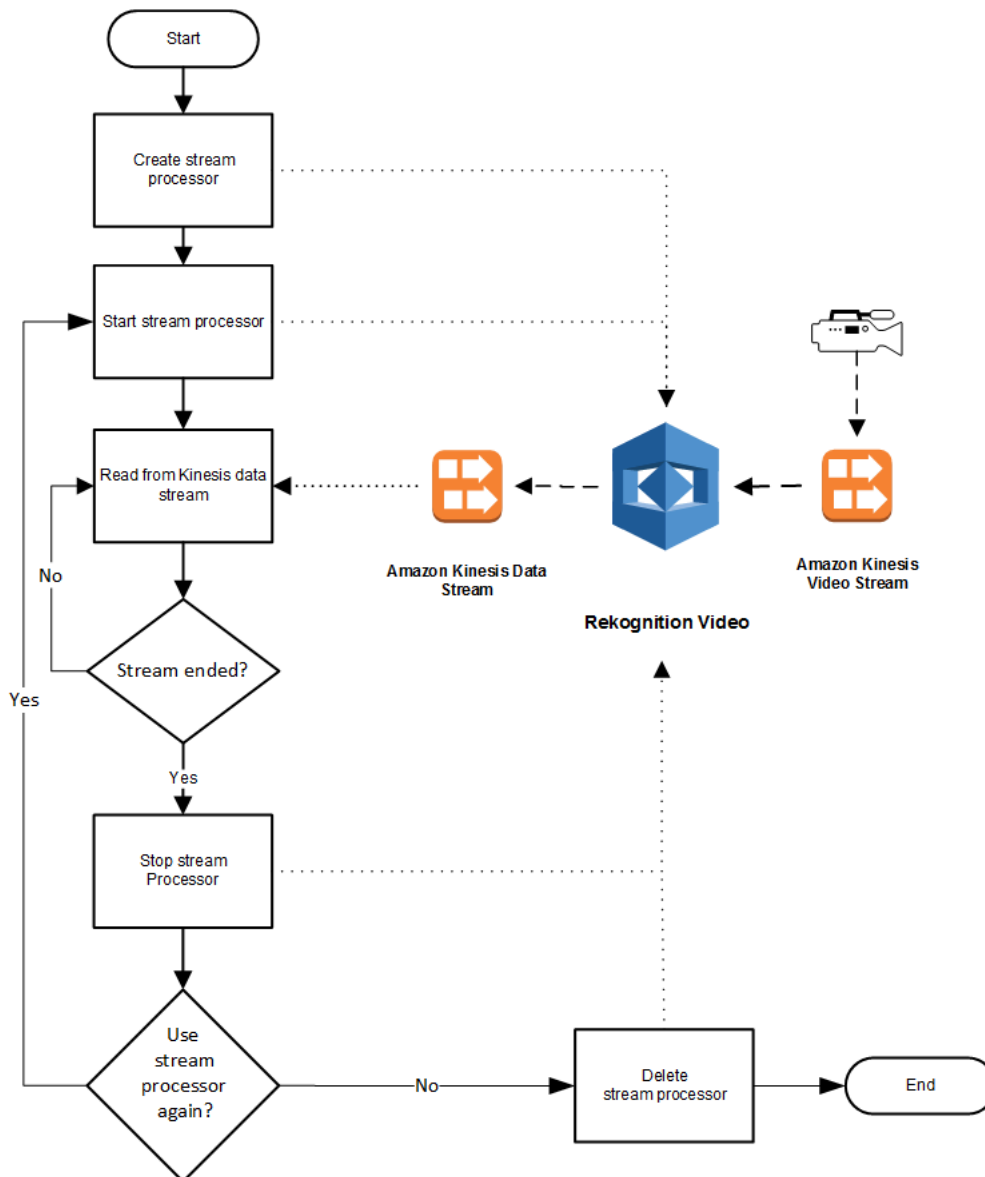 Start
Create stream
processor
Start stream processor
Read from Kinesis data
stream
No
Amazon Kinesis Data
Stream
Rekognition Video
Amazon Kinesis
Video Stream
Stream ended?
Yes
Yes
Stop stream
Processor
Use
stream
processor
again?
No
Delete
stream processor
End